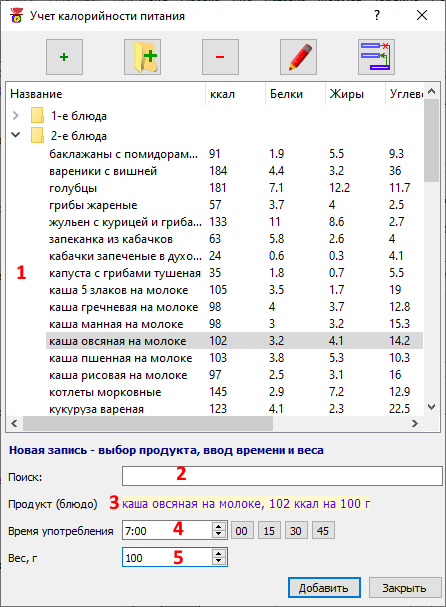 Учет калорийности питания ? ×
+ + − 
Название ккал Белки Жиры Углев
1-е блюда
2-е блюда
баклажаны с помидорам... 91 1.9 5.5 9.3
вареники с вишней 184 4.4 3.2 36
голубцы 181 7.1 12.2 11.7
грибы жареные 57 3.7 4 2.5
жульен с курицей и гриба... 133 11 8.6 2.7
запеканка из кабачков 63 5.8 2.6 4
кабачки запеченые в духо... 24 0.6 0.3 4.1
1 капуста с грибами тушеная 35 1.8 0.7 5.5
каша 5 злаков на молоке 105 3.5 1.7 19
каша гречневая на молоке 98 4 3.7 12.8
каша манная на молоке 98 3 3.2 15.3
каша овсяная на молоке 102 3.2 4.1 14.2
каша пшенная на молоке 103 3.8 5.3 10.3
каша рисовая на молоке 97 2.5 3.1 16
котлеты морковные 145 2.9 7.2 12.9
кукуруза вареная 123 4.1 2.3 22.5
Новая запись - выбор продукта, ввод времени и веса
Поиск: 2
Продукт (блюдо) 3 каша овсяная на молоке, 102 ккал на 100 г
Время употребления 7:00 4 00 15 30 45
Вес, г 100 5
Добавить Закрыть